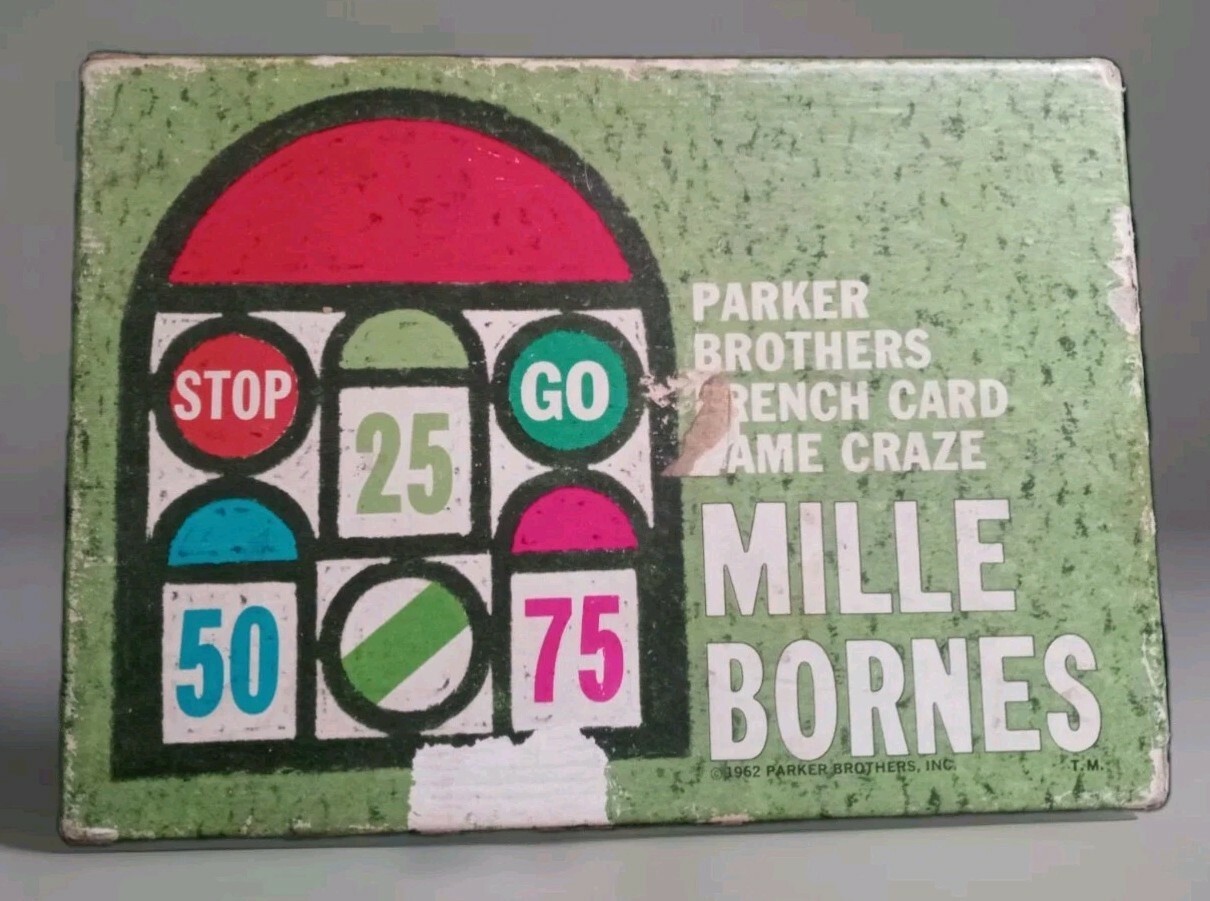 STOP
GO
25
50
75
PARKER
BROTHERS
RENCH CARD
AME CRAZE
MILLE
BORNES
©1962 PARKER BROTHERS, INC. T.M.